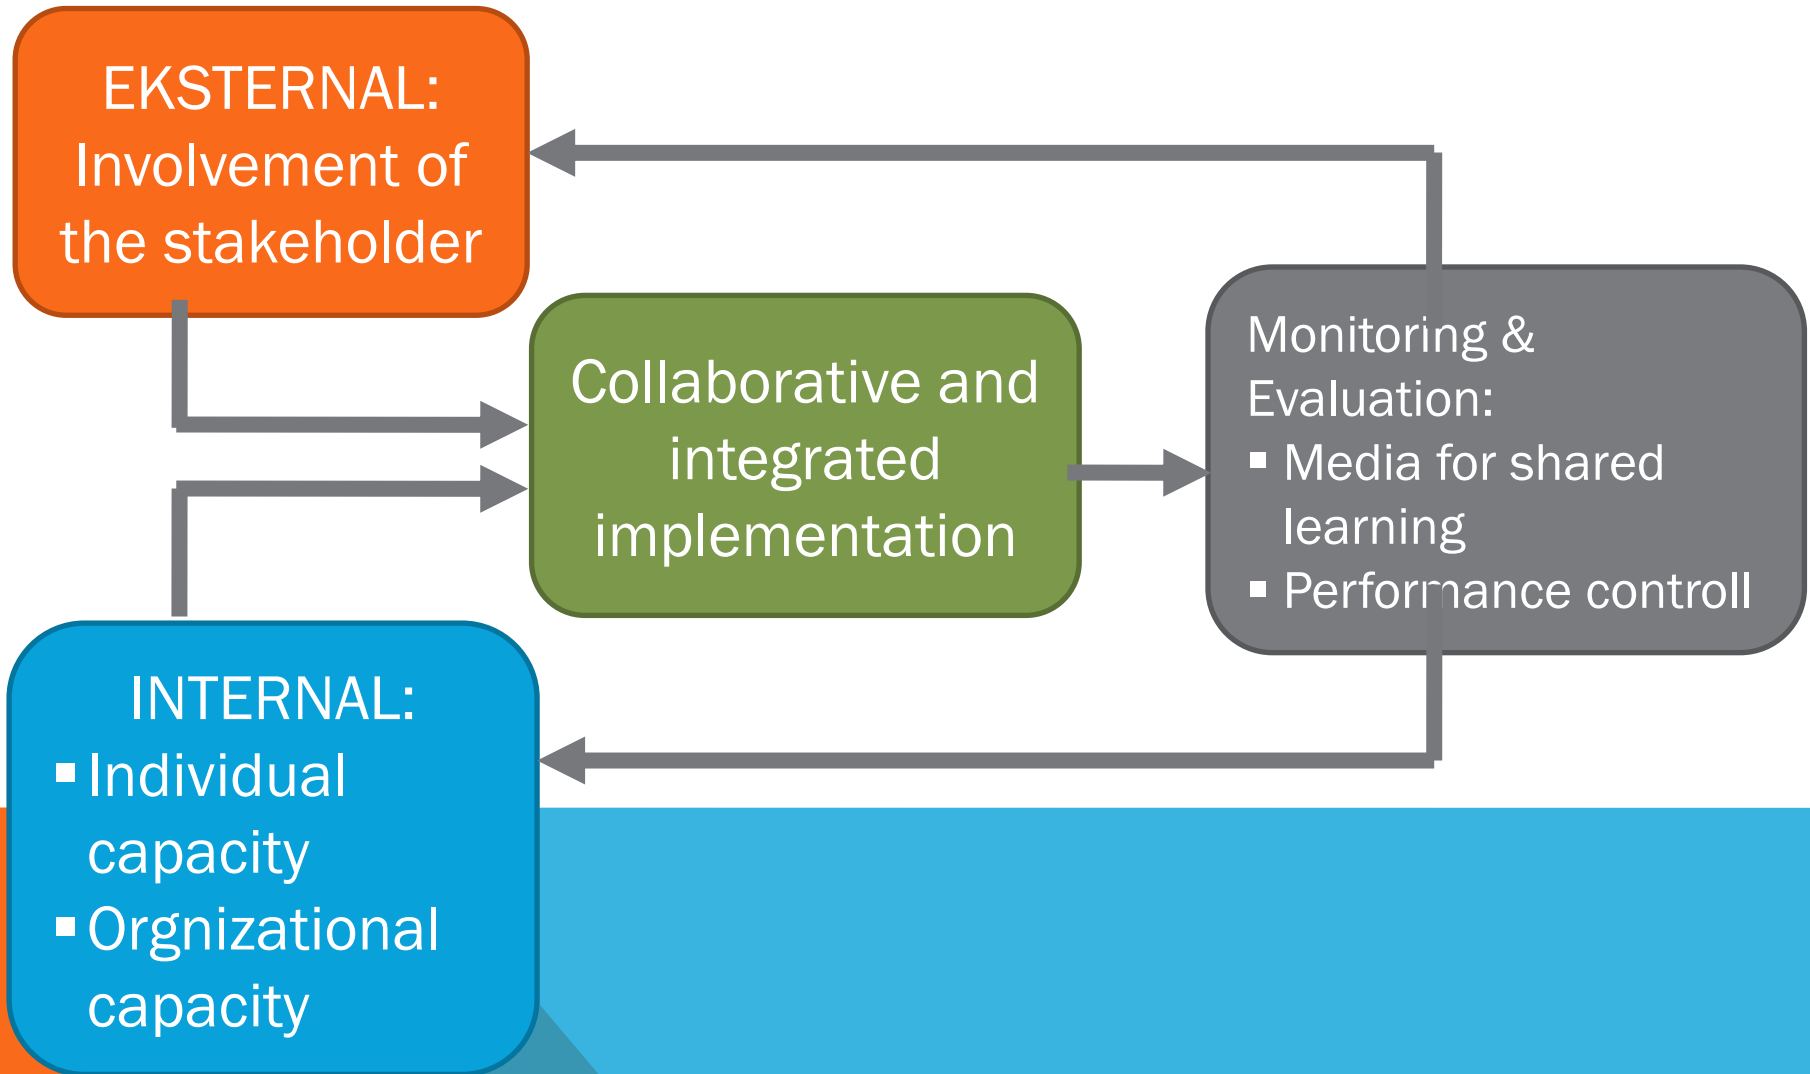 EKSTERNAL:
Involvement of
the stakeholder
Collaborative and
integrated
implementation
Monitoring &
Evaluation:
▪ Media for shared
learning
▪ Performance controll
INTERNAL:
▪ Individual
capacity
▪ Orgnizational
capacity